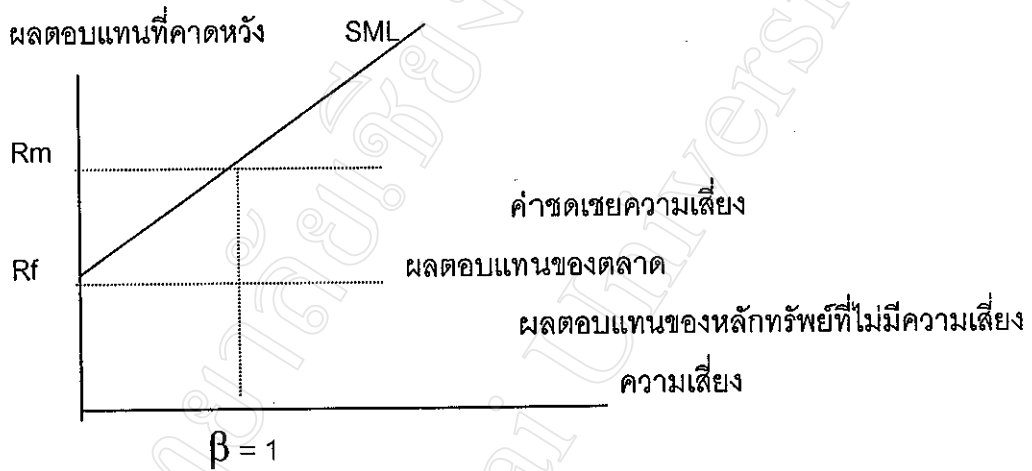 ผลตอบแทนที่คาดหวัง SML
Rm
ค่าชดเชยความเสี่ยง
Rf ผลตอบแทนของตลาด
ผลตอบแทนของหลักทรัพย์ที่ไม่มีความเสี่ยง
ความเสี่ยง
β = 1